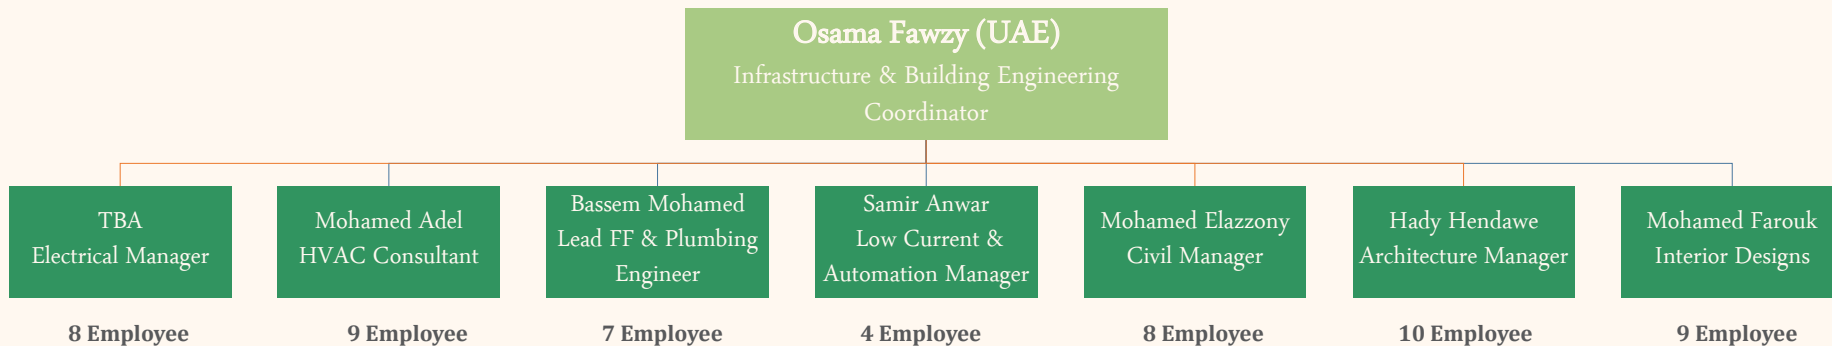 Osama Fawzy (UAE)
Infrastructure & Building Engineering
Coordinator
TBA
Electrical Manager
Mohamed Adel
HVAC Consultant
Bassem Mohamed
Lead FF & Plumbing
Engineer
Samir Anwar
Low Current &
Automation Manager
Mohamed Elazzony
Civil Manager
Hady Hendawe
Architecture Manager
Mohamed Farouk
Interior Designs
8 Employee
9 Employee
7 Employee
4 Employee
8 Employee
10 Employee
9 Employee